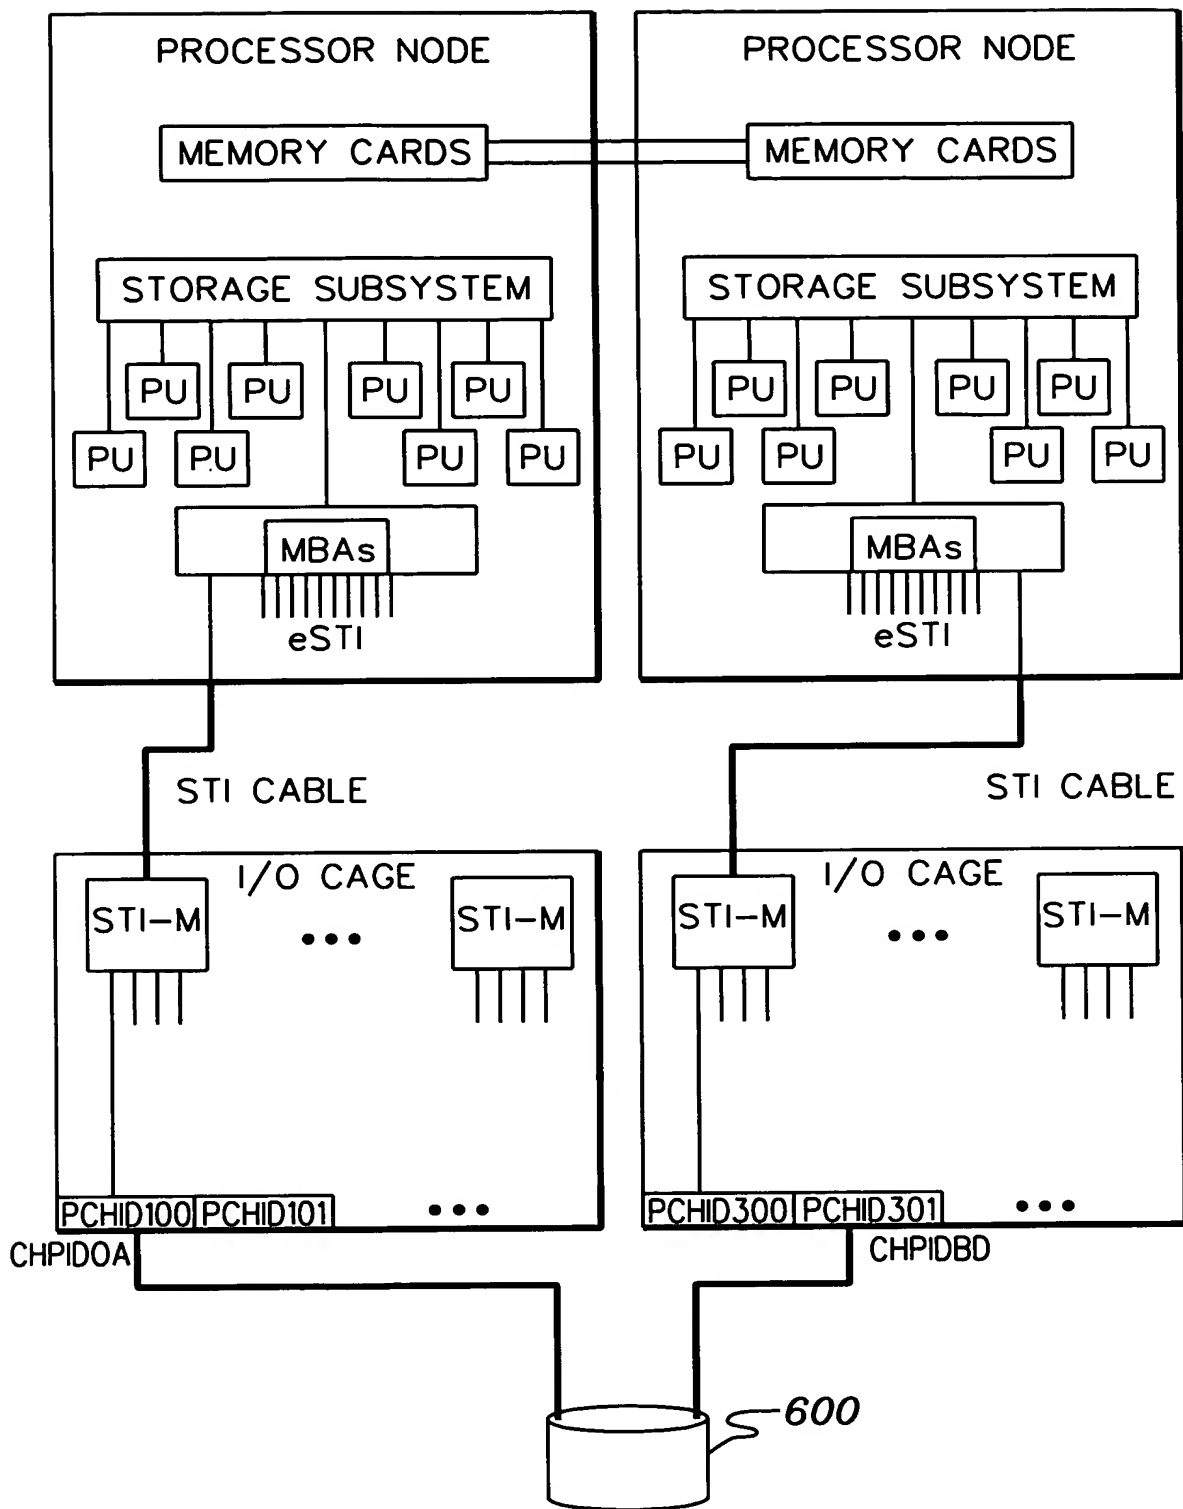 PROCESSOR NODE
PROCESSOR NODE
MEMORY CARDS
MEMORY CARDS
STORAGE SUBSYSTEM
STORAGE SUBSYSTEM
PU PU PU PU
PU PU PU PU
PU PU PU PU
PU PU PU PU
MBAs
MBAs
eSTI
eSTI
STI CABLE
STI CABLE
I/O CAGE
I/O CAGE
STI-M
STI-M
STI-M
STI-M
PCHID100 PCHID101
PCHID300 PCHID301
CHPID0A
CHPIDBD
600